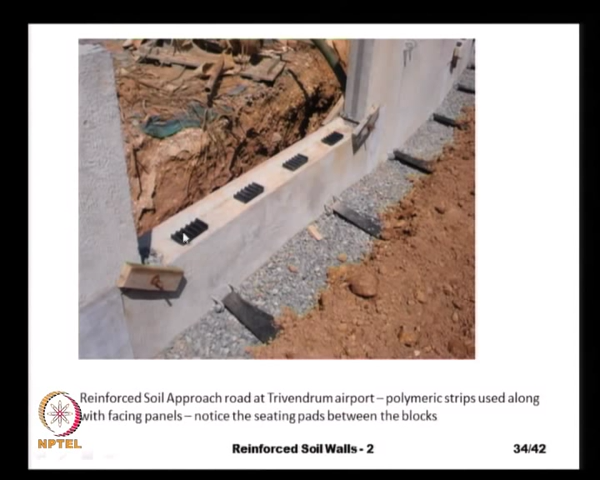 Reinforced Soil Approach road at Trivendrum airport – polymeric strips used along
with facing panels – notice the seating pads between the blocks
NPTEL
Reinforced Soil Walls - 2
34/42